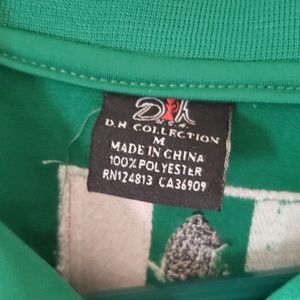 D.H COLLECTION
M
MADE IN CHINA
100% POLYESTER
RN124813 CA36909